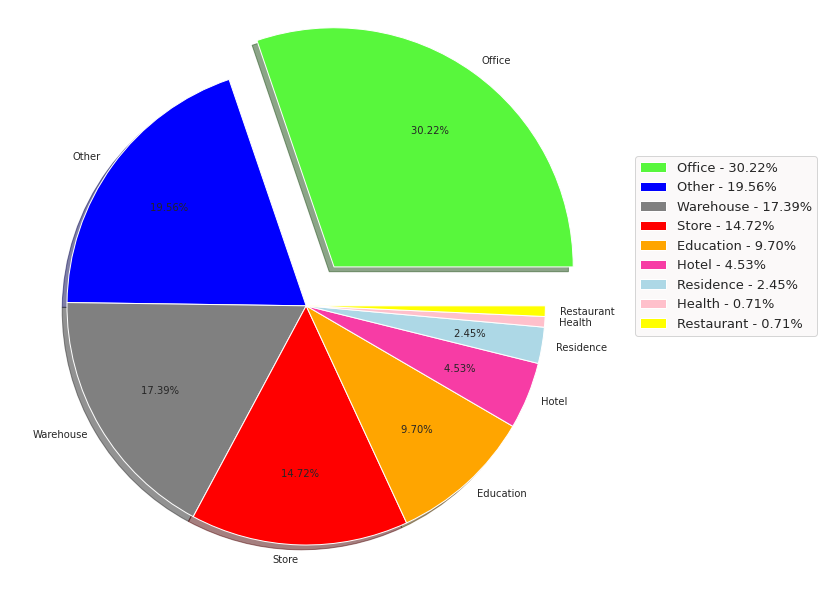 Office
30.22%
Other
19.56%
Warehouse
17.39%
Store
14.72%
Education
9.70%
Hotel
4.53%
Residence
2.45%
Health
Restaurant
Office - 30.22%
Other - 19.56%
Warehouse - 17.39%
Store - 14.72%
Education - 9.70%
Hotel - 4.53%
Residence - 2.45%
Health - 0.71%
Restaurant - 0.71%